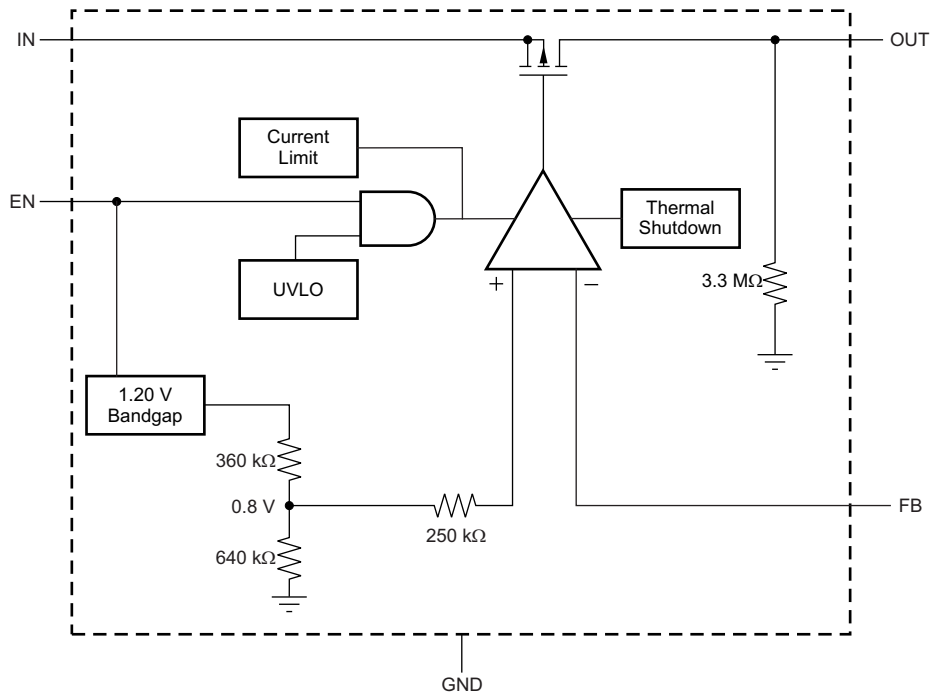 IN
OUT
Current
Limit
EN
Thermal
Shutdown
UVLO
+
−
3.3 MΩ
1.20 V
Bandgap
360 kΩ
0.8 V
250 kΩ
FB
640 kΩ
GND